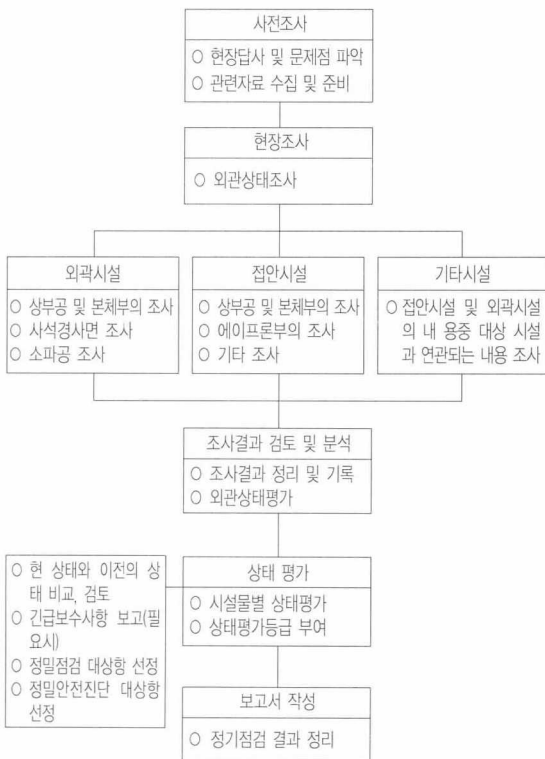 사전조사
○ 현장답사 및 문제점 파악
○ 관련자료 수집 및 준비
현장조사
○ 외관상태조사
외곽시설
○ 상부공 및 본체부의 조사
○ 사석경사면 조사
○ 소파공 조사
접안시설
○ 상부공 및 본체부의 조사
○ 에이프론부의 조사
○ 기타 조사
기타시설
○ 접안시설 및 외곽시설
의 내 용중 대상 시설
과 연관되는 내용 조사
조사결과 검토 및 분석
○ 조사결과 정리 및 기록
○ 외관상태평가
○ 현 상태와 이전의 상
태 비교, 검토
○ 긴급보수사항 보고(필
요시)
○ 정밀점검 대상항 선정
○ 정밀안전진단 대상항
선정
상태 평가
○ 시설물별 상태평가
○ 상태평가등급 부여
보고서 작성
○ 정기점검 결과 정리